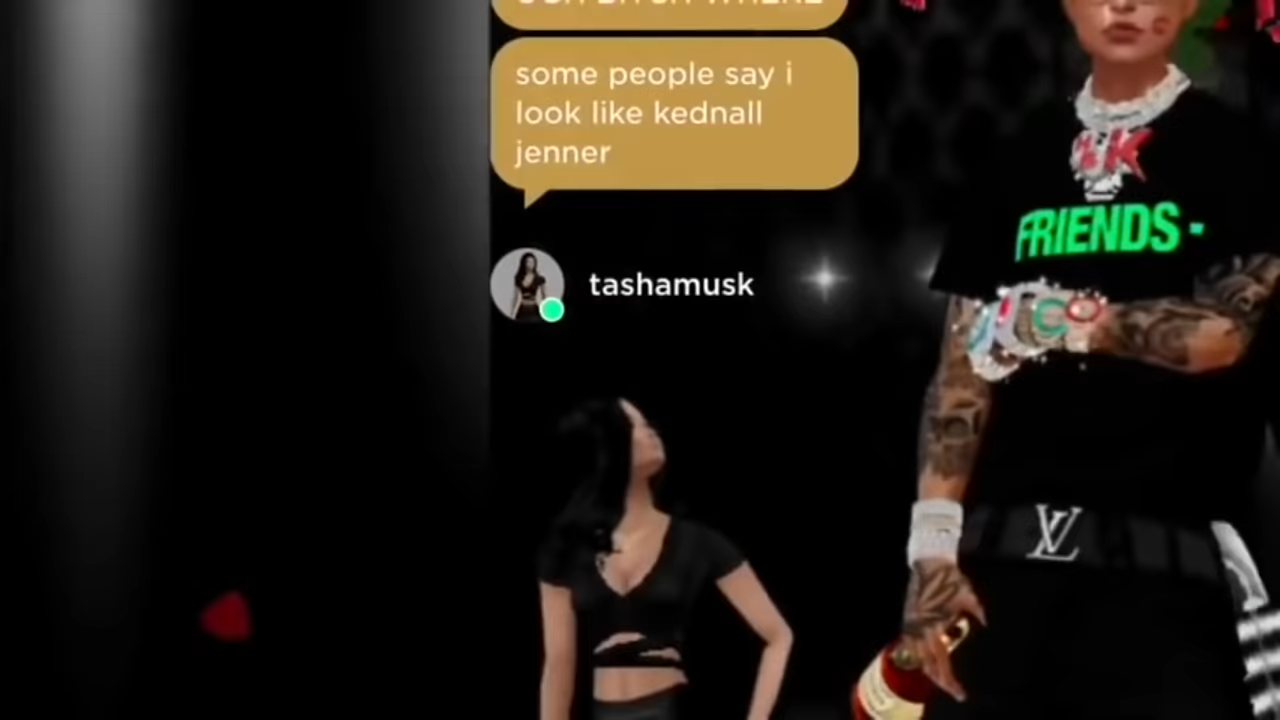 some people say i
look like kednall
jenner
FRIENDS -
tashamusk
LV